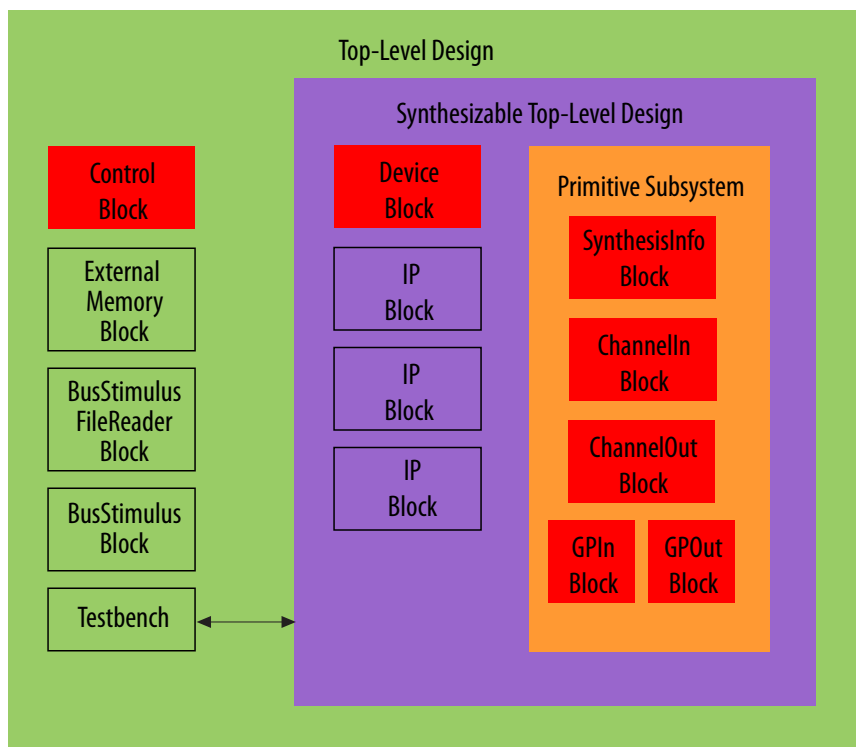 Top-Level Design
Synthesizable Top-Level Design
Control
Block
External
Memory
Block
BusStimulus
FileReader
Block
BusStimulus
Block
Testbench
Device
Block
IP
Block
IP
Block
IP
Block
Primitive Subsystem
SynthesisInfo
Block
ChannelIn
Block
ChannelOut
Block
GPIn
Block
GPOut
Block